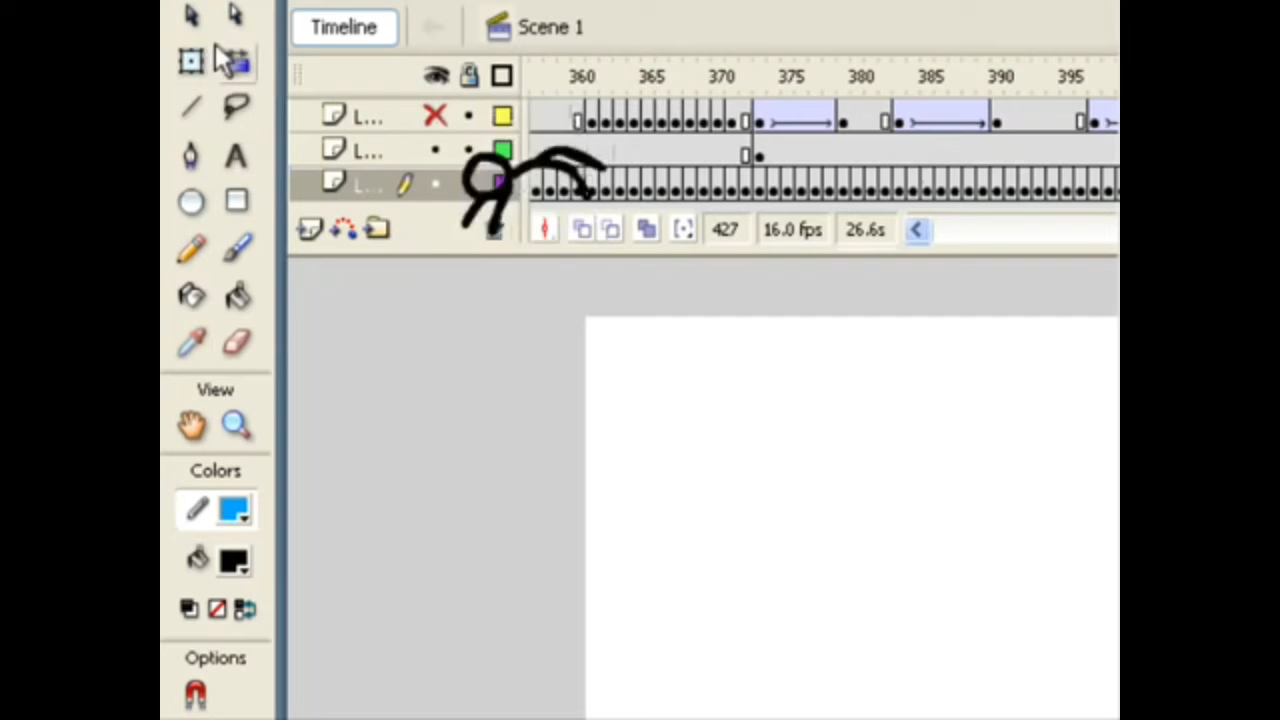 Timeline Scene 1
360 365 370 375 380 385 390 395
L...
L...
L...
427 16.0 fps 26.6s
View
Colors
Options